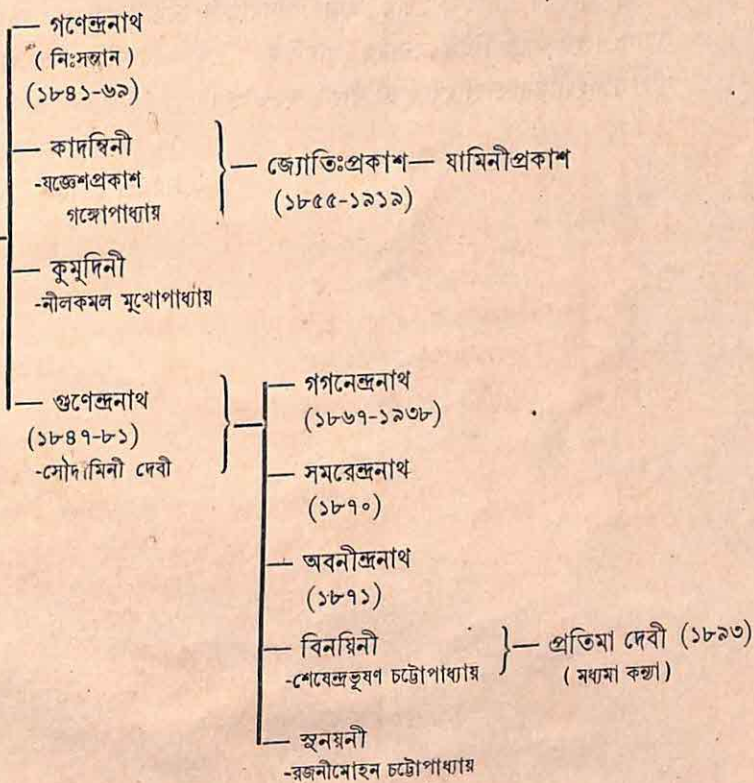 — গণেন্দ্রনাথ
( নিঃসন্তান )
(১৮৪১-৬৯)
— কাদম্বিনী
-যজ্ঞেশপ্রকাশ
গঙ্গোপাধ্যায়
— জ্যোতিঃপ্রকাশ— যামিনীপ্রকাশ
(১৮৫৫-১৯১৯)
— কুমুদিনী
-নীলকমল মুখোপাধ্যায়
— গুণেন্দ্রনাথ
(১৮৪৭-৮১)
-সৌদামিনী দেবী
— গগনেন্দ্রনাথ
(১৮৬৭-১৯৩৮)
— সমরেন্দ্রনাথ
(১৮৭০)
— অবনীন্দ্রনাথ
(১৮৭১)
— বিনয়িনী
-শেষেন্দ্রভূষণ চট্টোপাধ্যায়
— প্রতিমা দেবী (১৮৯৩)
( মধ্যমা কন্যা )
— সুনয়নী
-রজনীমোহন চট্টোপাধ্যায়